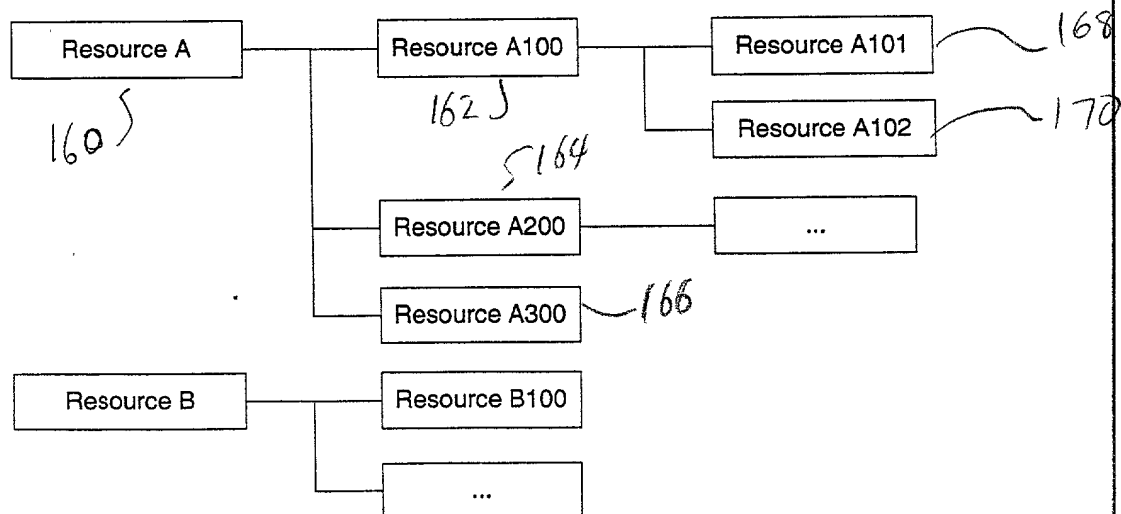 Resource A
Resource A100
Resource A101
168
160
162
Resource A102
170
164
Resource A200
...
Resource A300
166
Resource B
Resource B100
...